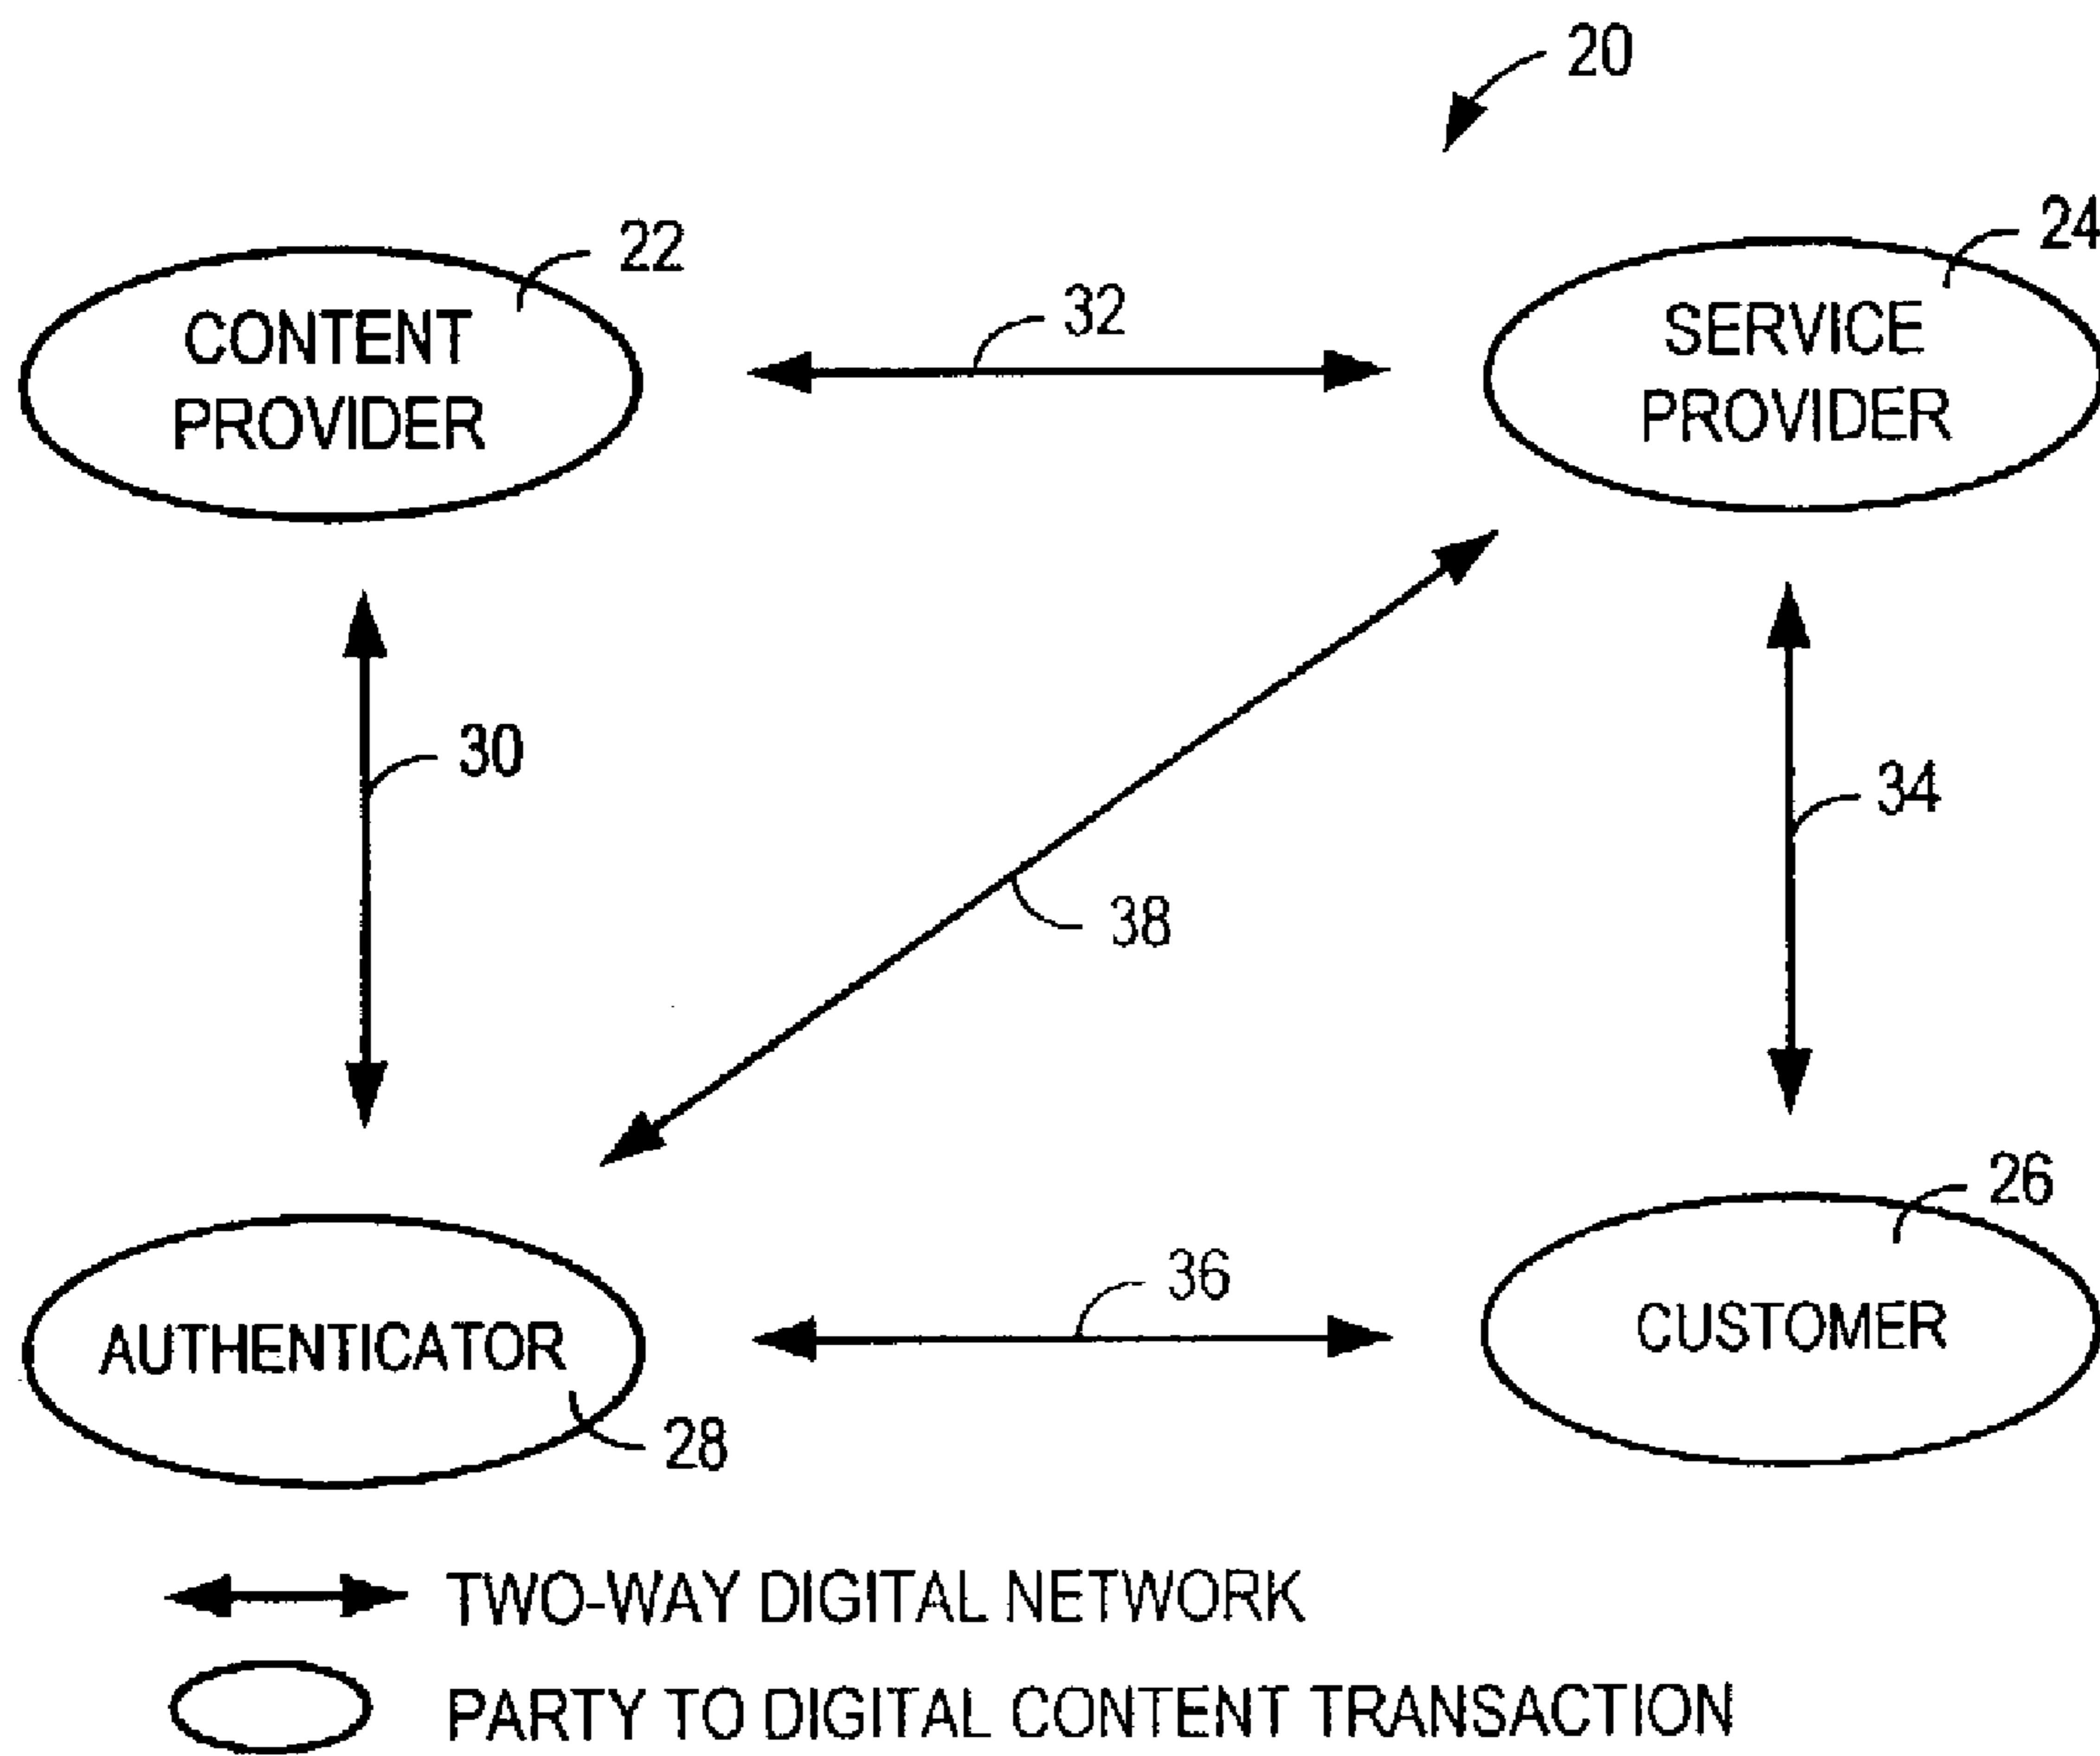 20
22
24
CONTENT
PROVIDER
32
SERVICE
PROVIDER
30
34
38
26
36
AUTHENTICATOR
CUSTOMER
28
TWO-WAY DIGITAL NETWORK
PARTY TO DIGITAL CONTENT TRANSACTION